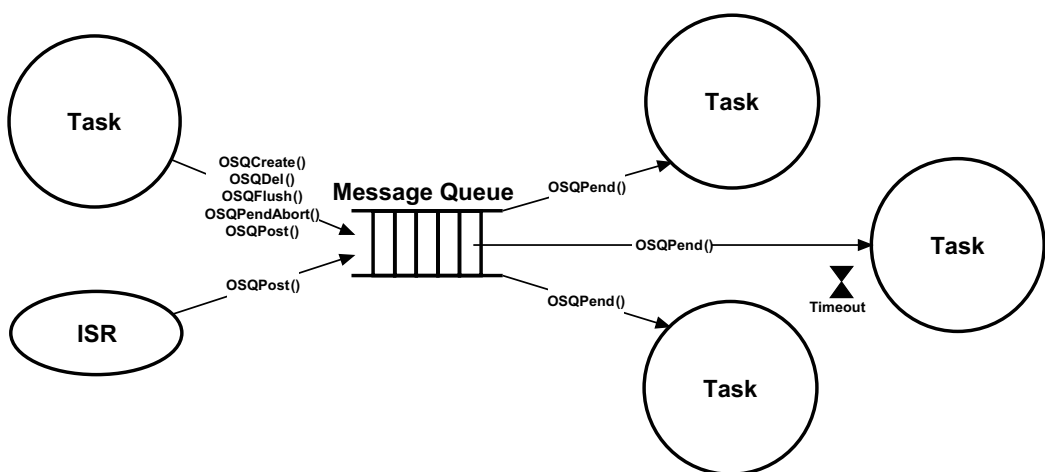 Task
OSQCreate()
OSQDel()
OSQFlush()
OSQPendAbort()
OSQPost()
OSQPost()
ISR
Message Queue
OSQPend()
Task
OSQPend()
Task
Timeout
OSQPend()
Task